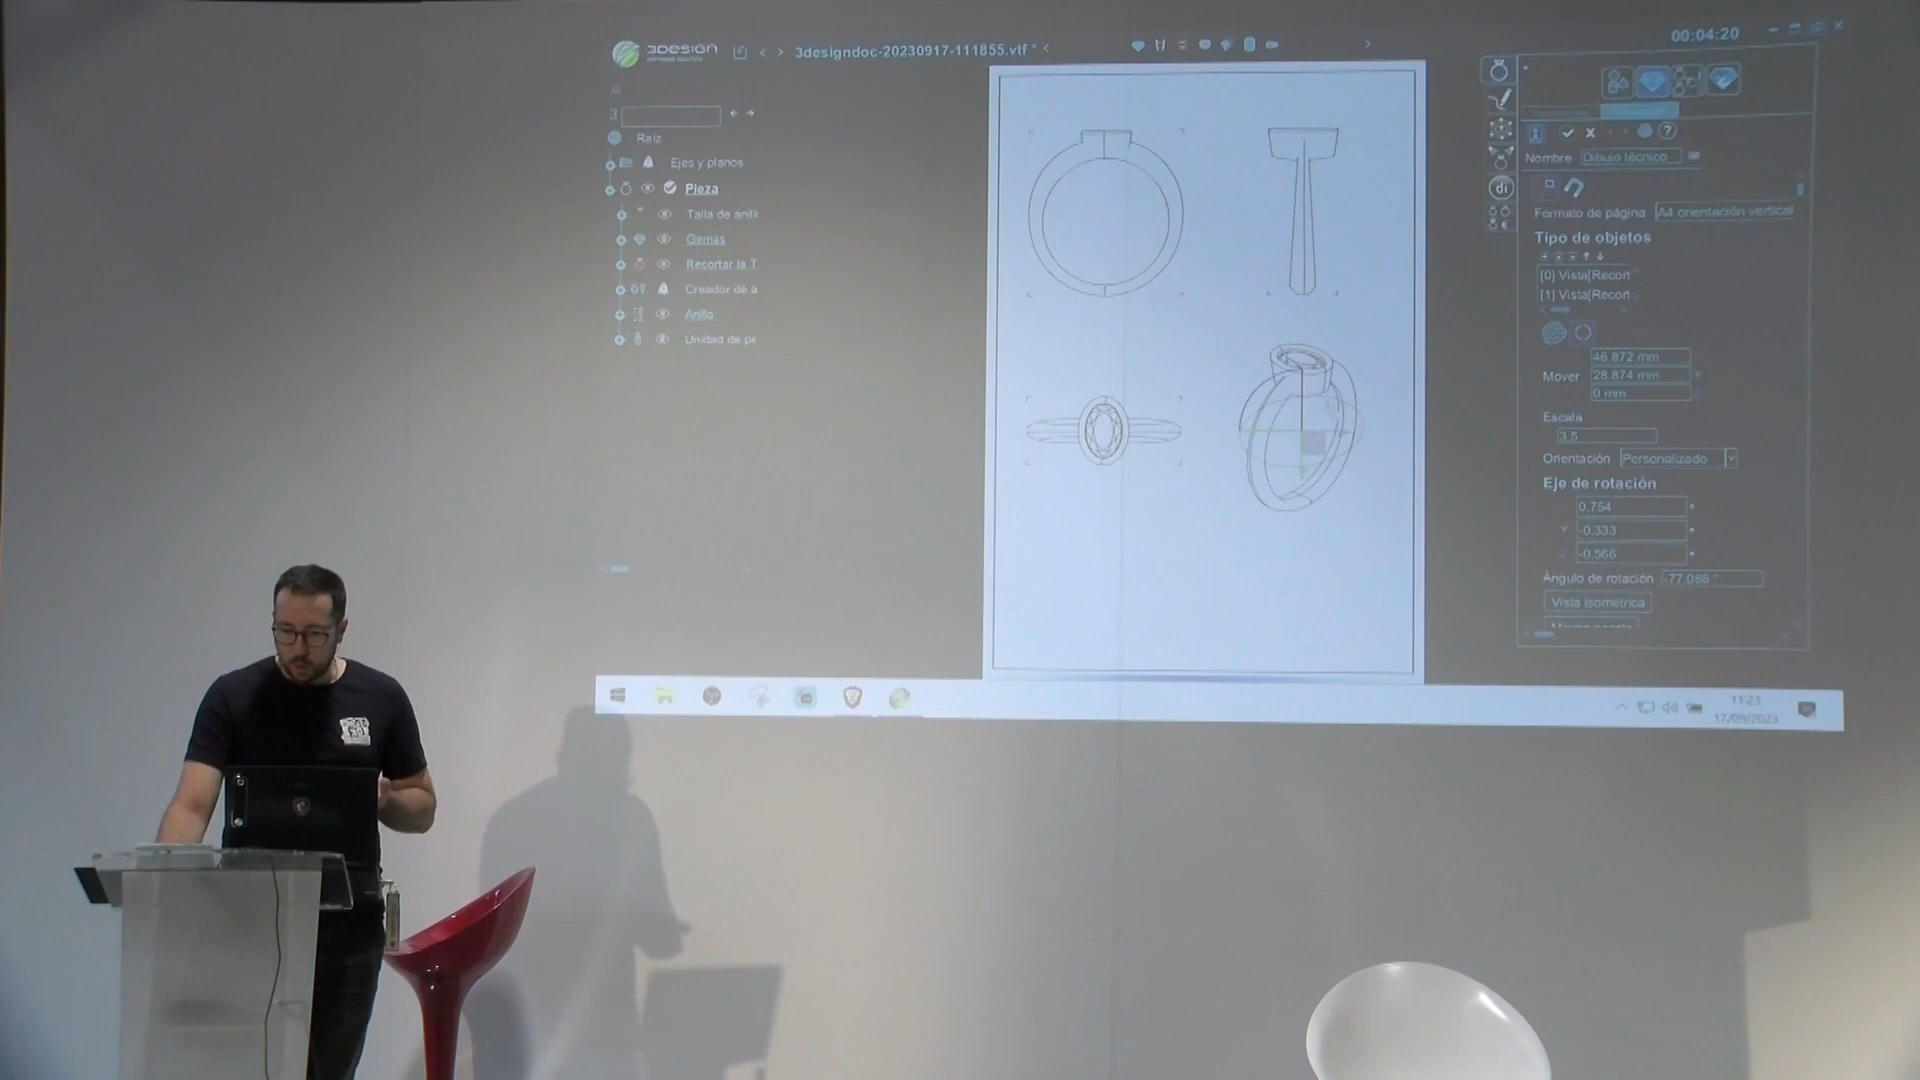 3DESIGN
3designdoc-20230917-111855.vtf *
00:04:20
Raiz
Ejes y planos
Pieza
Talla de anill
Gemas
Recortar la T
Creador de a
Anillo
Unidad de pe
Nombre Dibujo técnico
di
Formato de página A4 orientación vertical
Tipo de objetos
[0] Vista[Recort
[1] Vista[Recort
46.872 mm
Mover 28.874 mm Y
0 mm
Escala
3.5
Orientación Personalizado
Eje de rotación
0,754 °
Y -0,333 °
Z -0,566 °
Ángulo de rotación -77,086 °
Vista isométrica
11:23
17/09/2023